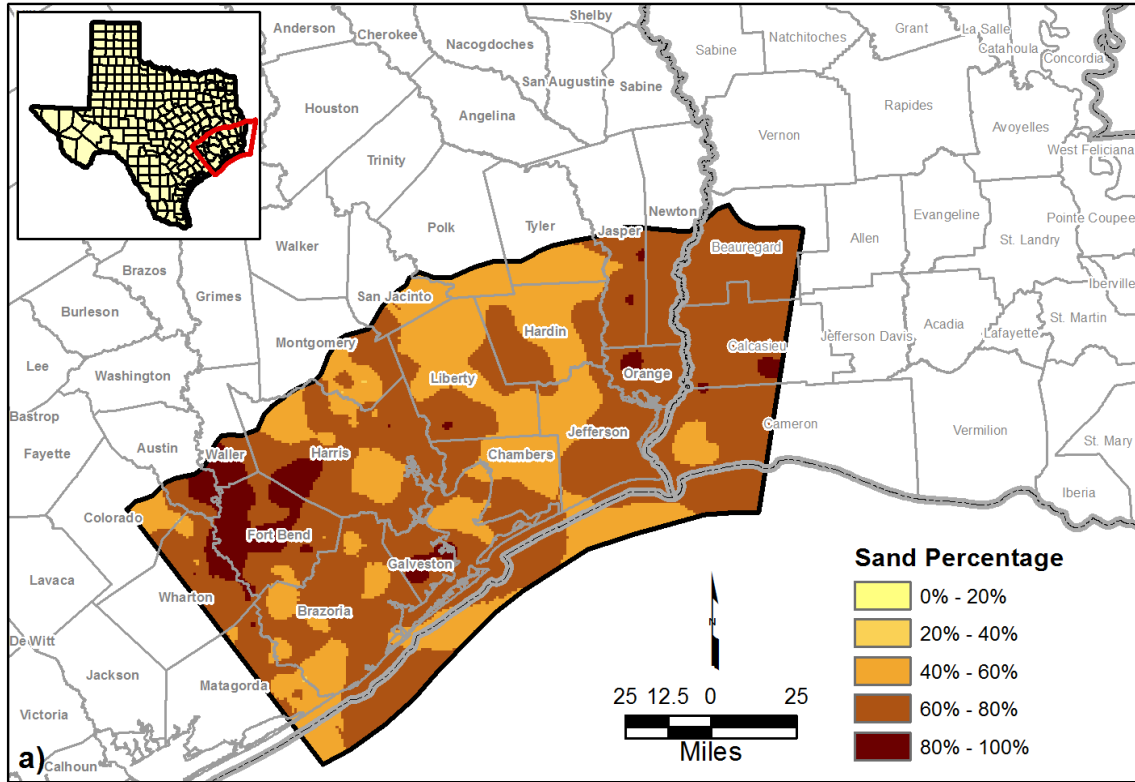 Shelby
Anderson
Cherokee
Nacogdoches
Sabine
Natchitoches
Grant
La Salle
Catahoula
Concordia
San Augustine
Sabine
Houston
Angelina
Rapides
Vernon
Avoyelles
West Feliciana
Trinity
Newton
Evangeline
Pointe Coupee
Polk
Tyler
Jasper
Beauregard
Allen
St. Landry
Walker
Brazos
Grimes
San Jacinto
Iberville
Burleson
Hardin
St. Martin
Acadia
Lafayette
Jefferson Davis
Montgomery
Calcasieu
Lee
Washington
Liberty
Orange
Bastrop
Cameron
Vermilion
Jefferson
St. Mary
Fayette
Austin
Waller
Harris
Chambers
Iberia
Colorado
Fort Bend
Galveston
Lavaca
Wharton
Brazoria
De Witt
Jackson
Matagorda
Victoria
Calhoun
a)
N
25 12.5 0 25
Miles
Sand Percentage
0% - 20%
20% - 40%
40% - 60%
60% - 80%
80% - 100%